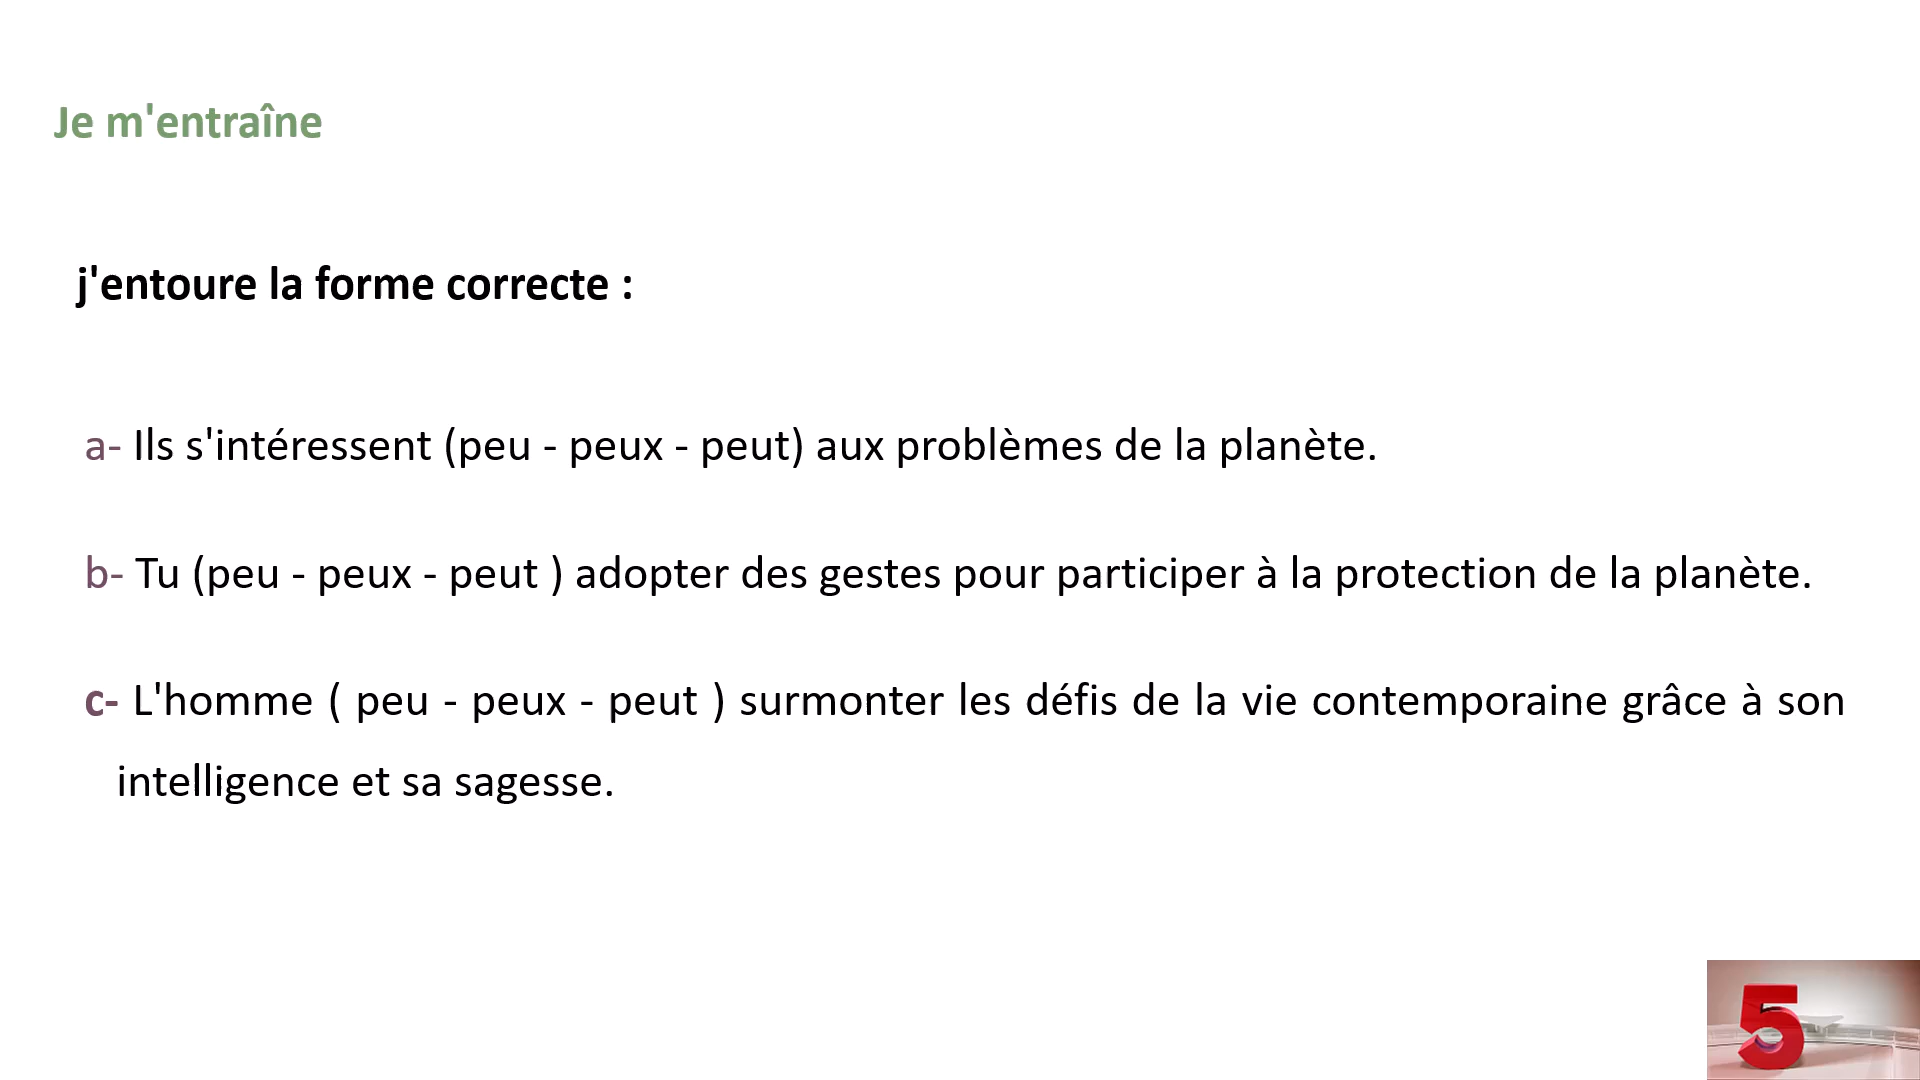 Je m'entraîne
j'entoure la forme correcte :
a- Ils s'intéressent (peu - peux - peut) aux problèmes de la planète.
b- Tu (peu - peux - peut ) adopter des gestes pour participer à la protection de la planète.
c- L'homme ( peu - peux - peut ) surmonter les défis de la vie contemporaine grâce à son
intelligence et sa sagesse.
5